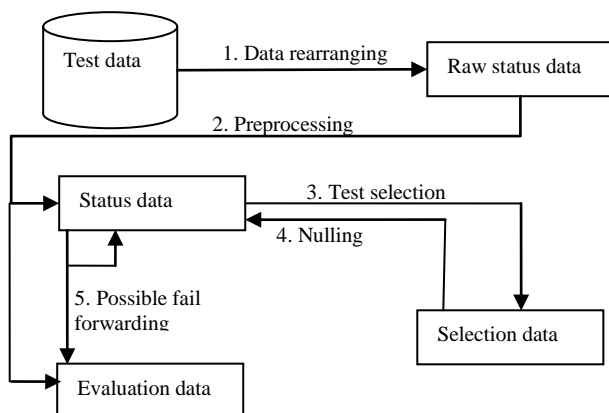 Test data
1. Data rearranging
Raw status data
2. Preprocessing
Status data
3. Test selection
4. Nulling
5. Possible fail
forwarding
Selection data
Evaluation data